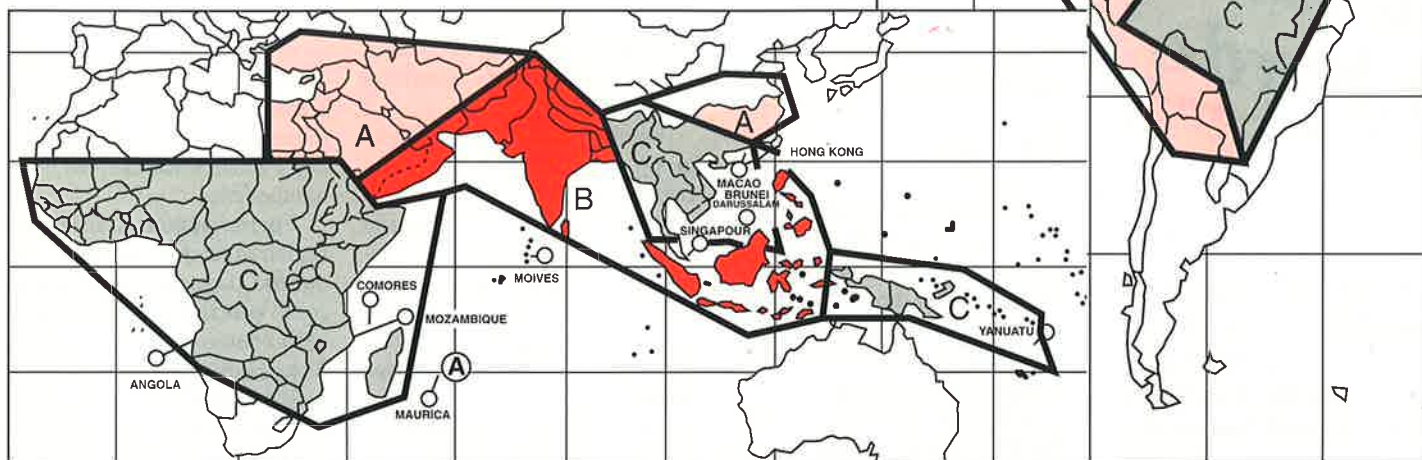 C
A
A
HONG KONG
C
MACAO
BRUNEI
DARUSSALAM
B
SINGAPOUR
C
COMORES
MOIVES
MOZAMBIQUE
C
YANUATU
ANGOLA
A
MAURICA